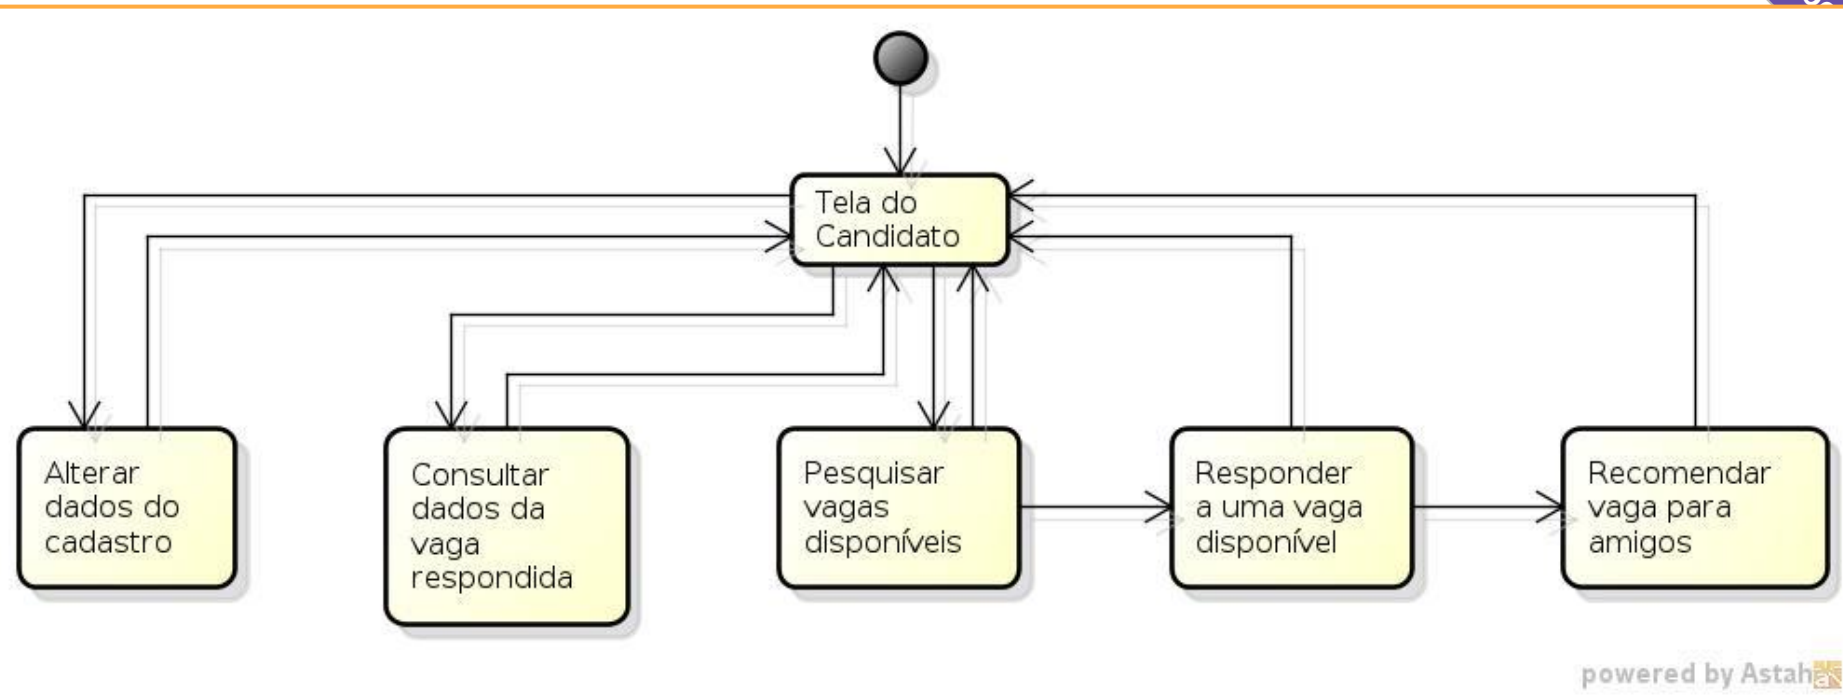 Tela do
Candidato
Alterar
dados do
cadastro
Consultar
dados da
vaga
respondida
Pesquisar
vagas
disponíveis
Responder
a uma vaga
disponível
Recomendar
vaga para
amigos
powered by Astah